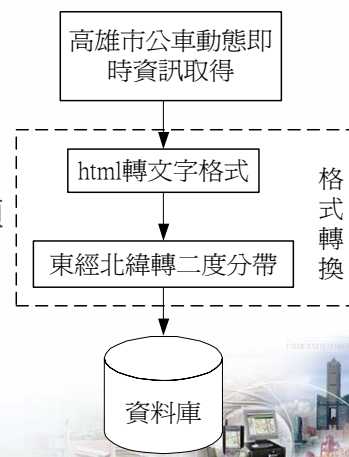 高雄市公車動態即
時資訊取得
html轉文字格式
格式轉換
東經北緯轉二度分帶
資料庫